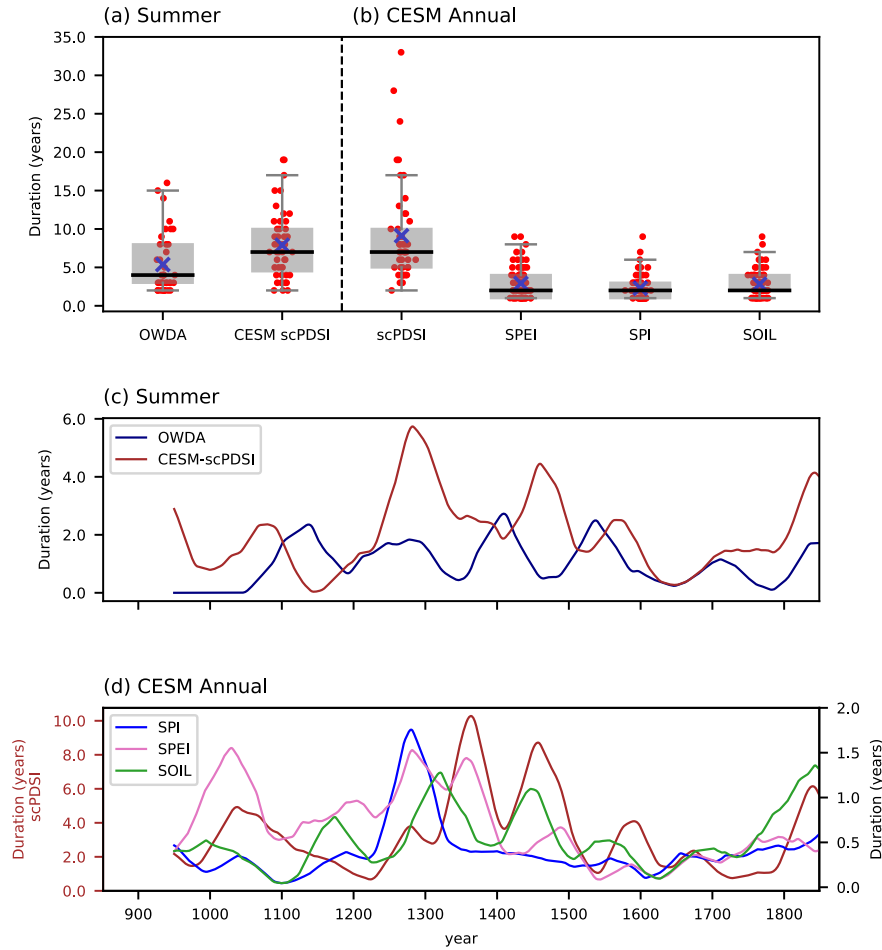 (a) Summer (b) CESM Annual
35.0
30.0
25.0
20.0
15.0
10.0
5.0
0.0
Duration (years)
OWDA CESM scPDSI scPDSI SPEI SPI SOIL
(c) Summer
6.0
4.0
2.0
0.0
Duration (years)
OWDA
CESM-scPDSI
(d) CESM Annual
10.0
8.0
6.0
4.0
2.0
0.0
Duration (years)
scPDSI
SPI
SPEI
SOIL
2.0
1.5
1.0
0.5
0.0
Duration (years)
900 1000 1100 1200 1300 1400 1500 1600 1700 1800
year